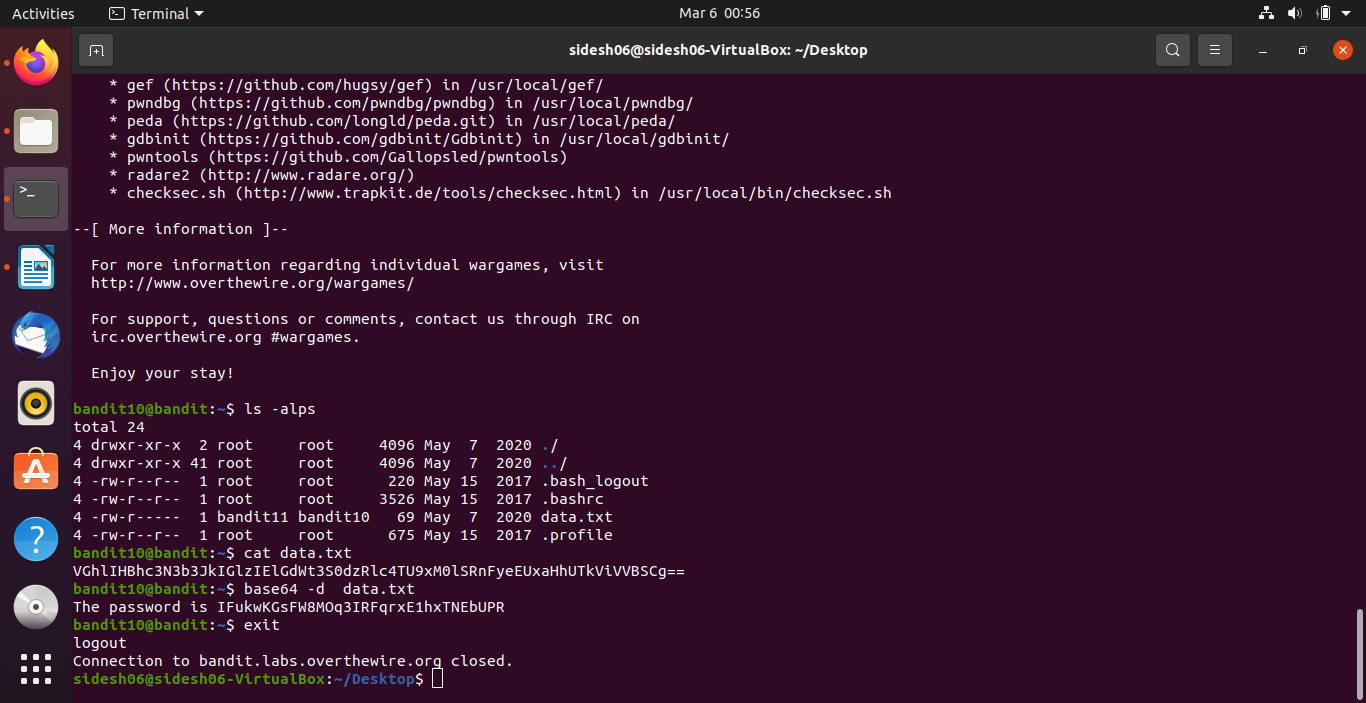 Activities
Terminal
Mar 6 00:56
sidesh06@sidesh06-VirtualBox: ~/Desktop
    * gef (https://github.com/hugsy/gef) in /usr/local/gef/
    * pwndbg (https://github.com/pwndbg/pwndbg) in /usr/local/pwndbg/
    * peda (https://github.com/longld/peda.git) in /usr/local/peda/
    * gdbinit (https://github.com/gdbinit/Gdbinit) in /usr/local/gdbinit/
    * pwntools (https://github.com/Gallopsled/pwntools)
    * radare2 (http://www.radare.org/)
    * checksec.sh (http://www.trapkit.de/tools/checksec.html) in /usr/local/bin/checksec.sh
--[ More information ]--
  For more information regarding individual wargames, visit
  http://www.overthewire.org/wargames/
  For support, questions or comments, contact us through IRC on
  irc.overthewire.org #wargames.
  Enjoy your stay!
bandit10@bandit:~$ ls -alps
total 24
4 drwxr-xr-x  2 root     root     4096 May  7  2020 ./
4 drwxr-xr-x 41 root     root     4096 May  7  2020 ../
4 -rw-r--r--  1 root     root      220 May 15  2017 .bash_logout
4 -rw-r--r--  1 root     root     3526 May 15  2017 .bashrc
4 -rw-r-----  1 bandit11 bandit10   69 May  7  2020 data.txt
4 -rw-r--r--  1 root     root      675 May 15  2017 .profile
bandit10@bandit:~$ cat data.txt
VGhlIHBhc3N3b3JkIGlzIElGdWt3S0dzRlc4TU9xM0lSRnFyeEUxaHhUTkViVVBSCg==
bandit10@bandit:~$ base64 -d  data.txt
The password is IFukwKGsFW8MOq3IRFqrxE1hxTNEbUPR
bandit10@bandit:~$ exit
logout
Connection to bandit.labs.overthewire.org closed.
sidesh06@sidesh06-VirtualBox:~/Desktop$